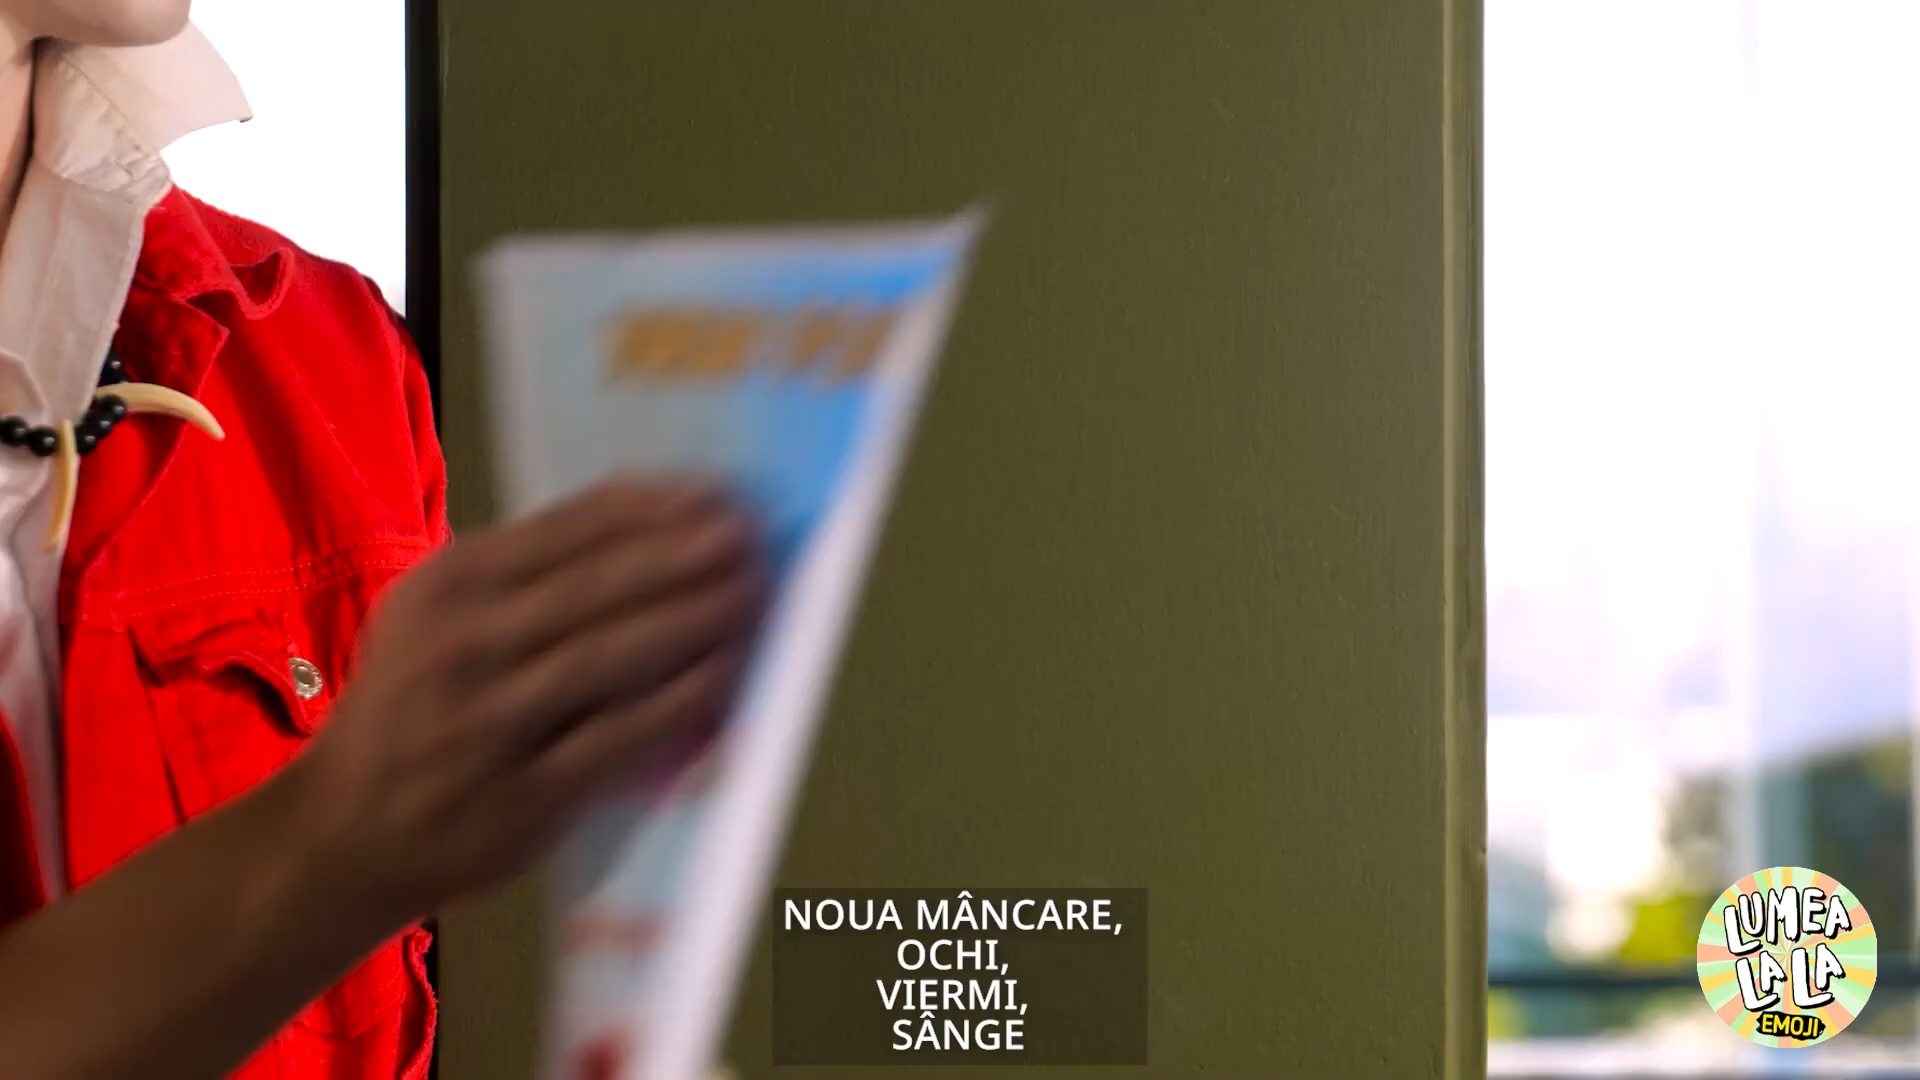 NOUA MÂNCARE,
OCHI,
VIERMI,
SÂNGE
LUMEA
LA LA
EMOJI